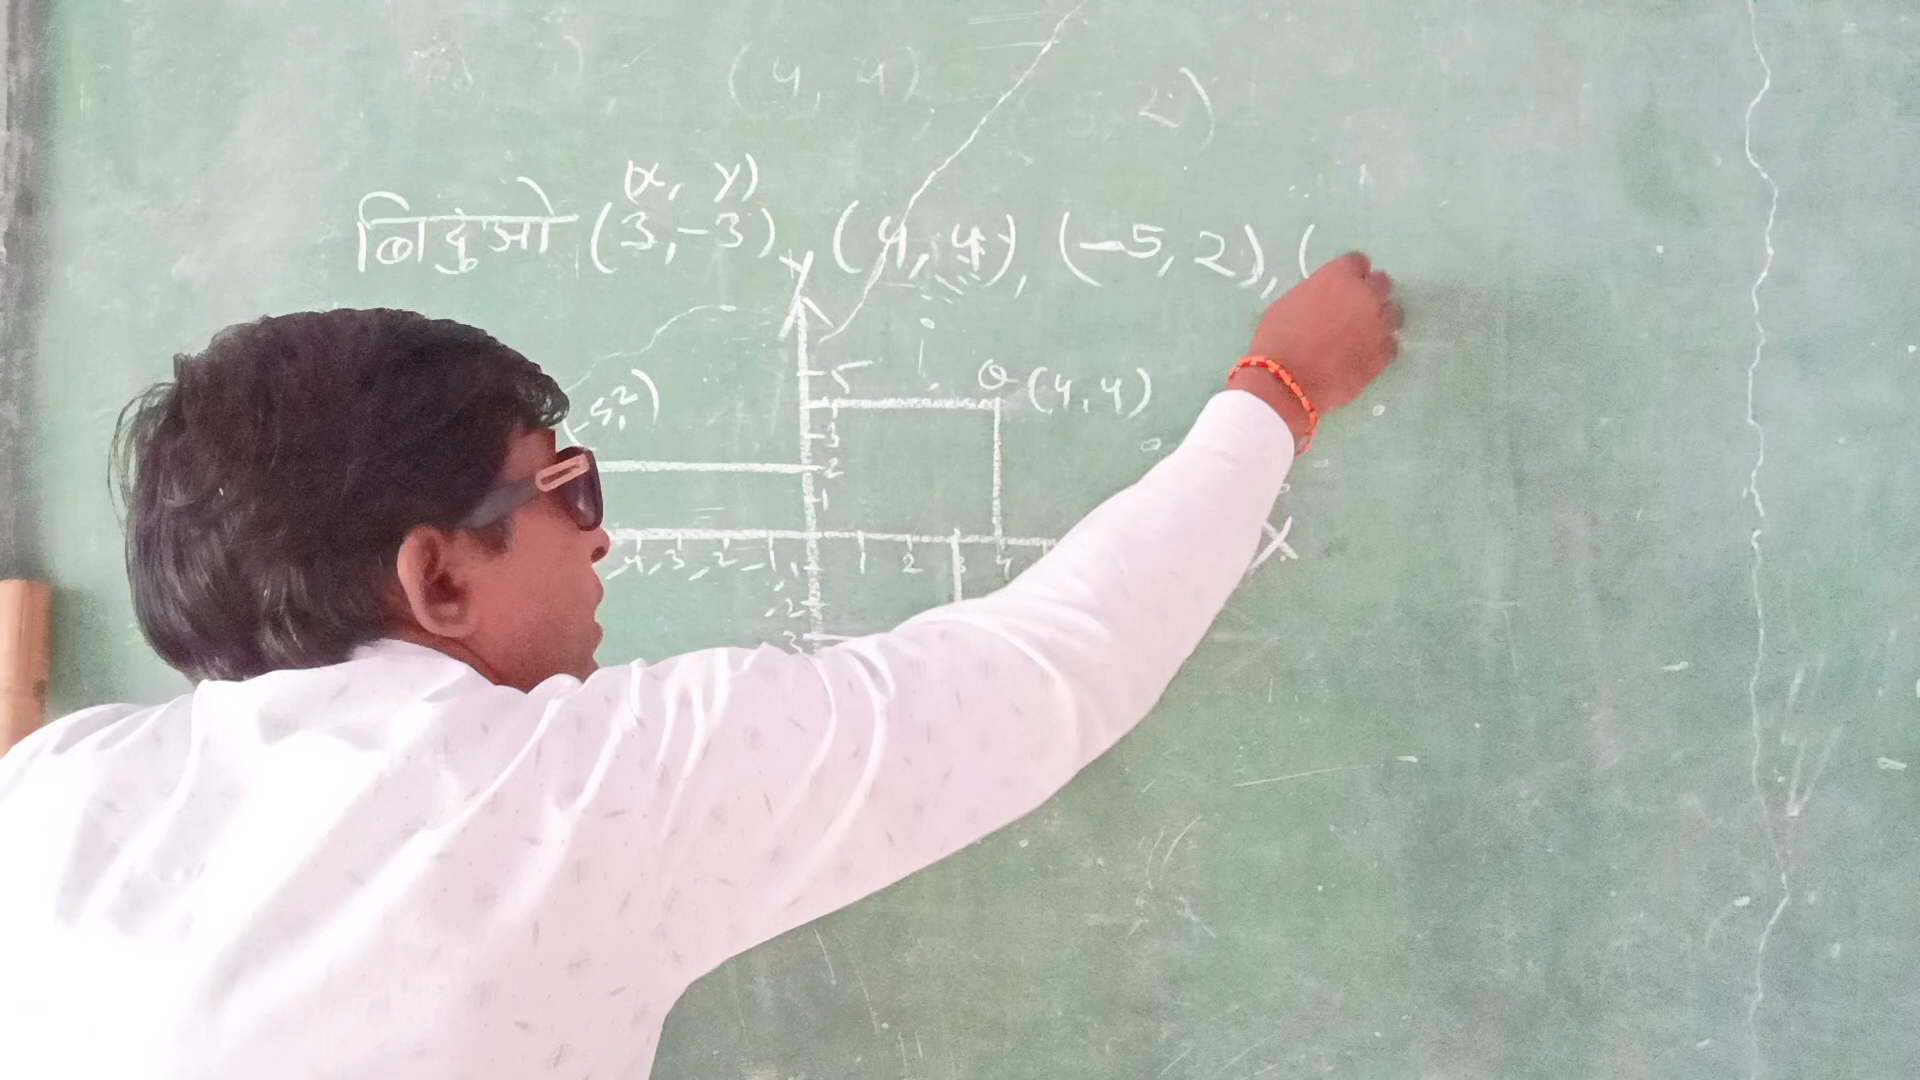 (4, 4) 2)
(x, y)
बिदुओ (3,-3), (4, 4), (-5, 2), (
Y
5
Q (4,4)
-5,2)
3
2
1
-4 -3 -2 -1 1 2 3 4 X
-2
-3